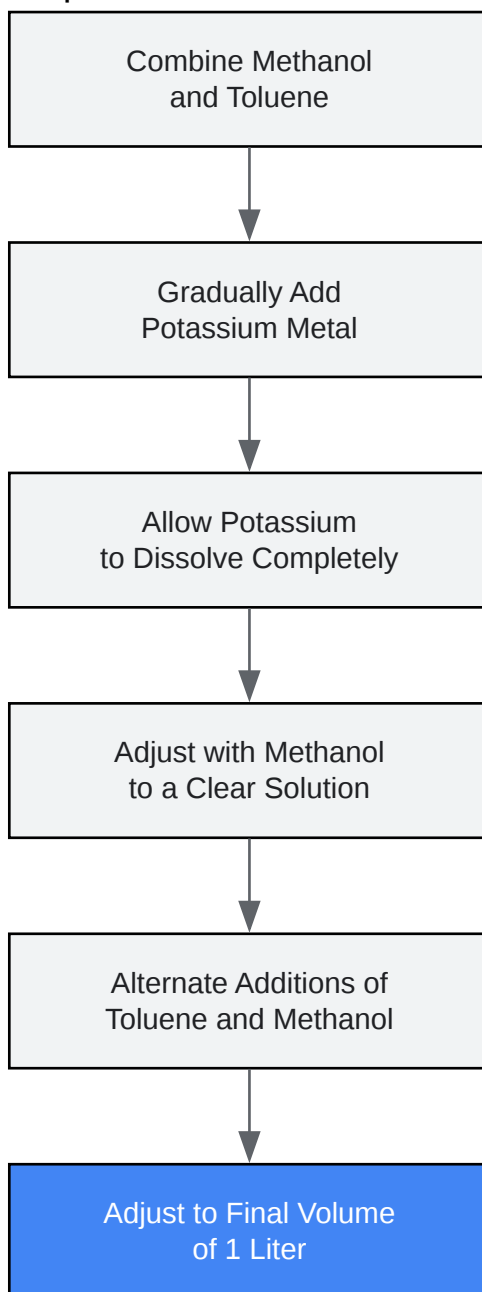 Combine Methanol
and Toluene
Gradually Add
Potassium Metal
Allow Potassium
to Dissolve Completely
Adjust with Methanol
to a Clear Solution
Alternate Additions of
Toluene and Methanol
Adjust to Final Volume
of 1 Liter